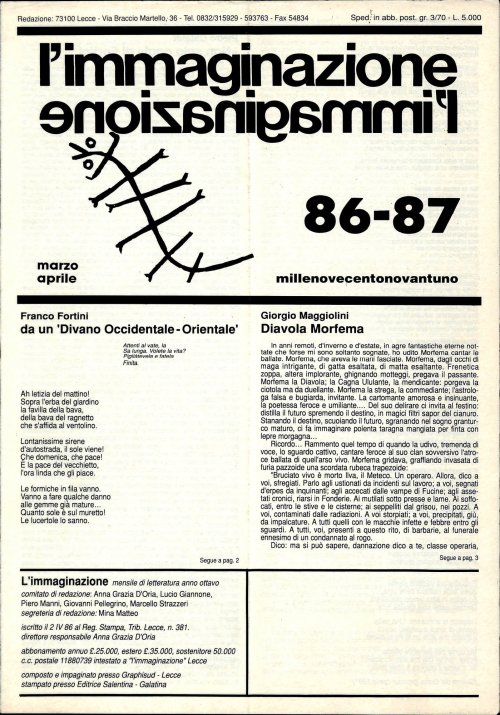 Redazione: 73100 Lecce - Via Braccio Martello, 36 - Tel. 0832/315929 - 593763 - Fax 54834
Sped. in abb. post. gr. 3/70 - L. 5.000
l'immaginazione
l'immaginazione
86-87
marzo
aprile
millenovecentonovantuno
Franco Fortini
da un 'Divano Occidentale-Orientale'
Attenti al vate, la
Sa lunga. Volete la vita?
Pigliatevela e fatela
Finita.
Ah letizia del mattino!
Sopra l'erba del giardino
la favilla della bava,
della bava del ragnetto
che s'affida al ventolino.
Lontanissime sirene
d'autostrada, il sole viene!
Che domenica, che pace!
È la pace del vecchietto,
l'ora linda che gli piace.
Le formiche in fila vanno.
Vanno a fare qualche danno
alle gemme già mature...
Quanto sole è sul muretto!
Le lucertole lo sanno.
Segue a pag. 2
Giorgio Maggiolini
Diavola Morfema
In anni remoti, d'inverno e d'estate, in agre fantastiche eterne not-
tate che forse mi sono soltanto sognate, ho udito Morfema cantar le
ballate. Morfema, che aveva le mani fasciate. Morfema, dagli occhi di
maga intrigante, di gatta esaltata, di matta esaltante. Frenetica
zoppa, altera implorante, ghignando motteggi, pregava il passante.
Morfema la Diavola; la Cagna Ululante, la mendicante: porgeva la
ciotola ma da duellante. Morfema la strega, la commediante; l'astrolo-
ga falsa e bugiarda, invitante. La cartomante amorosa e insinuante,
la poetessa feroce e umiliante.... Del suo delirare ci invita al festino:
distilla il futuro spremendo il destino, in magici filtri sapor del cianuro.
Stanando il destino, scuoiando il futuro, sgranando nel sogno grantur-
co maturo, ci fa immaginare polenta taragna mangiata per finta con
lepre morgagna...
Ricordo... Rammento quel tempo di quando la udivo, tremenda di
voce, lo sguardo cattivo, cantare feroce al suo clan sovversivo l'atro-
ce ballata di quell'arso vivo. Morfema gridava, graffiando invasata di
furia pazzoide una scordata rubeca trapezoide:
"Bruciato vivo è morto Ilva, il Meteco. Un operaro. Allora, dico a
voi, sfregiati. Parlo agli ustionati da incidenti sul lavoro; a voi, segnati
d'erpes da inquinanti; agli accecati dalle vampe di Fucine; agli asse-
tati cronici, riarsi in Fonderie. Ai mutilati sotto presse e lame. Ai soffo-
cati, entro le stive e le cisterne; ai seppelliti dal grisou, nei pozzi. A
voi, contaminati dalle radiazioni. A voi storpiati; a voi, precipitati, giù,
da impalcature. A tutti quelli con le macchie infette e febbre entro gli
sguardi. A tutti, voi, presenti a questo rito, di barbarie, al funerale
ennesimo di un condannato al rogo.
Dico: ma si può sapere, dannazione dico a te, classe operaria,
Segue a pag. 3
L'immaginazione mensile di letteratura anno ottavo
comitato di redazione: Anna Grazia D'Oria, Lucio Giannone,
Piero Manni, Giovanni Pellegrino, Marcello Strazzeri
segreteria di redazione: Mina Matteo
iscritto il 2 IV 86 al Reg. Stampa, Trib. Lecce, n. 381.
direttore responsabile Anna Grazia D'Oria
abbonamento annuo £.25.000, estero £.35.000, sostenitore 50.000
c.c. postale 11880739 intestato a "l'immaginazione" Lecce
composto e impaginato presso Graphisud - Lecce
stampato presso Editrice Salentina - Galatina